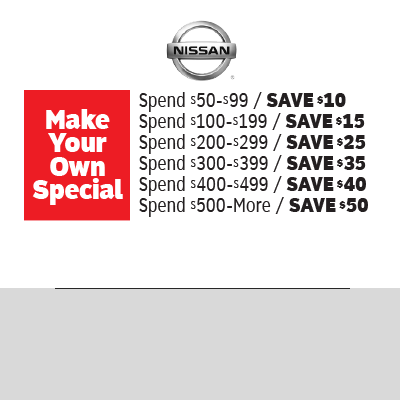 NISSAN
Make
Your
Own
Special
Spend $50-$99 / SAVE $10
Spend $100-$199 / SAVE $15
Spend $200-$299 / SAVE $25
Spend $300-$399 / SAVE $35
Spend $400-$499 / SAVE $40
Spend $500-More / SAVE $50